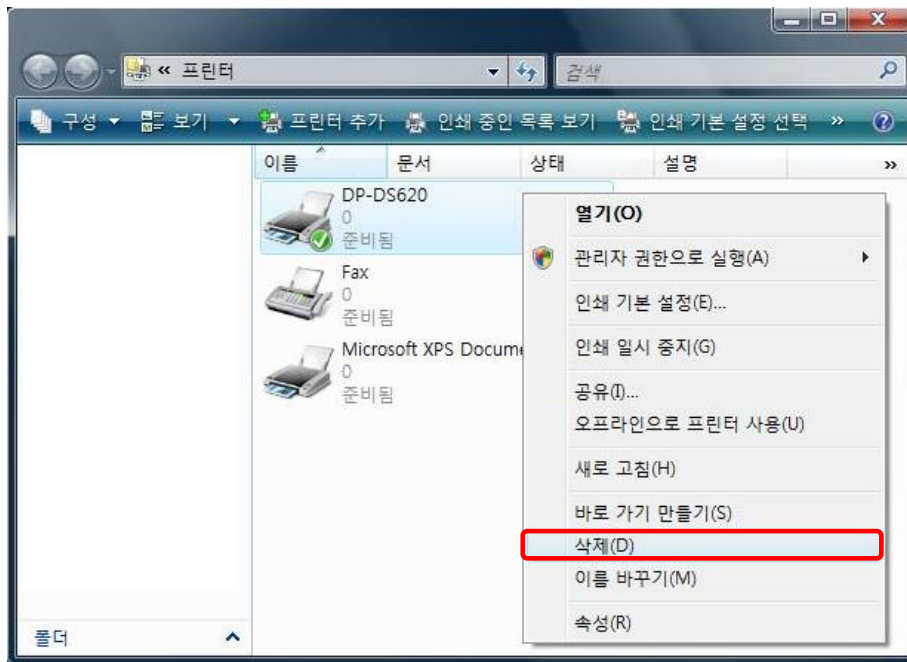 « 프린터
검색
구성 보기 프린터 추가 인쇄 중인 목록 보기 인쇄 기본 설정 선택 » ?
이름 문서 상태 설명 »
DP-DS620
0
준비됨
Fax
0
준비됨
Microsoft XPS Docume
0
준비됨
열기(O)
관리자 권한으로 실행(A)
인쇄 기본 설정(E)...
인쇄 일시 중지(G)
공유(I)...
오프라인으로 프린터 사용(U)
새로 고침(H)
바로 가기 만들기(S)
삭제(D)
이름 바꾸기(M)
속성(R)
폴더